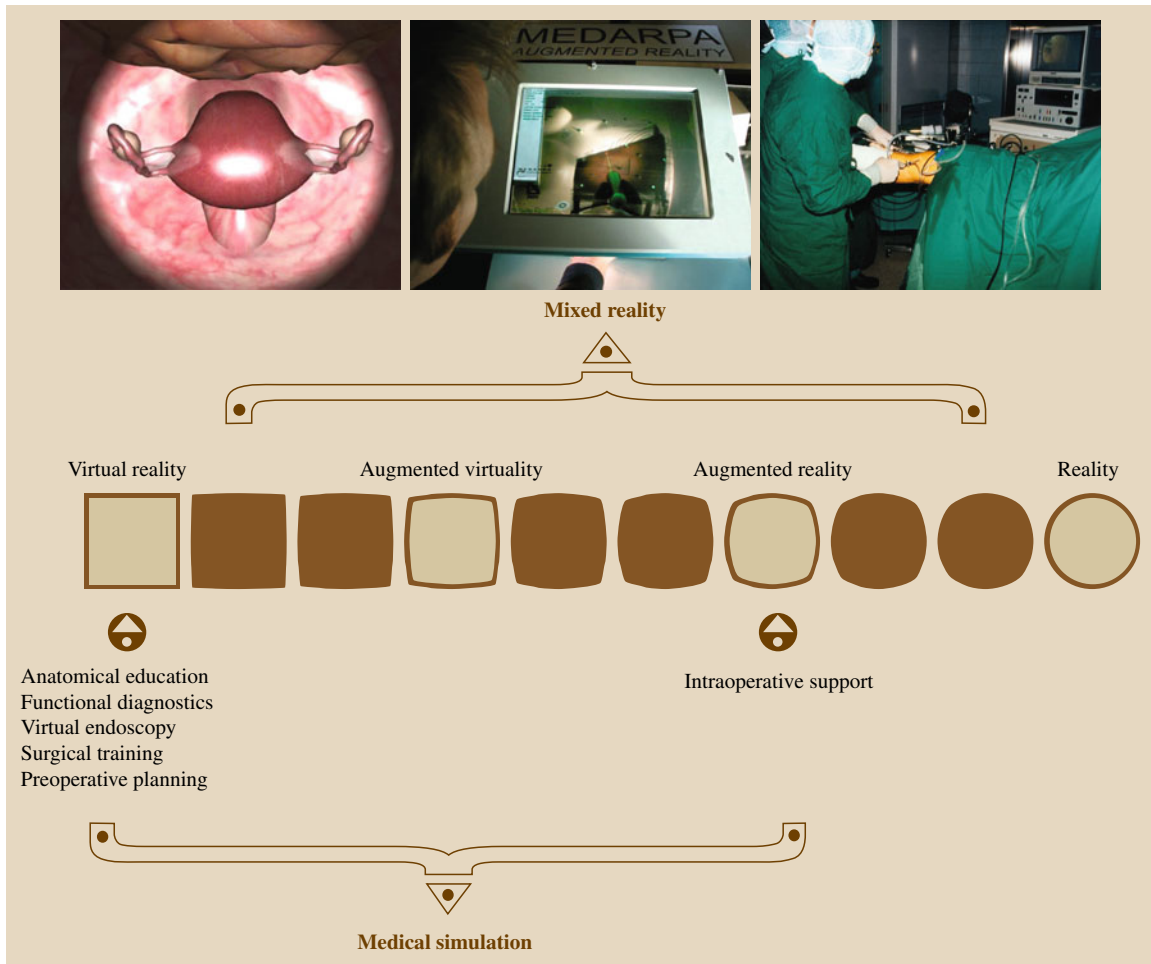 MEDARPA
AUGMENTED REALITY
Mixed reality
Virtual reality
Augmented virtuality
Augmented reality
Reality
Anatomical education
Functional diagnostics
Virtual endoscopy
Surgical training
Preoperative planning
Intraoperative support
Medical simulation